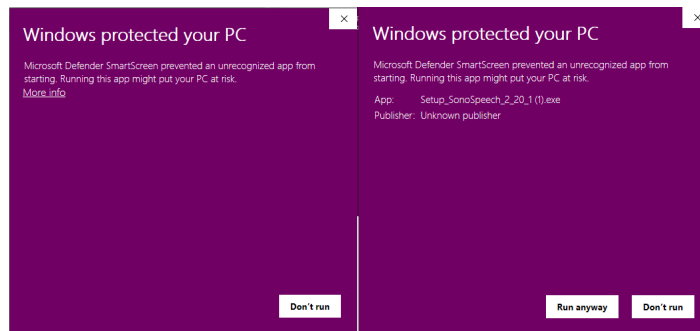 Windows protected your PC
Microsoft Defender SmartScreen prevented an unrecognized app from
starting. Running this app might put your PC at risk.
More info
Don't run
Windows protected your PC
Microsoft Defender SmartScreen prevented an unrecognized app from
starting. Running this app might put your PC at risk.
App: Setup_SonoSpeech_2_20_1 (1).exe
Publisher: Unknown publisher
Run anyway Don't run